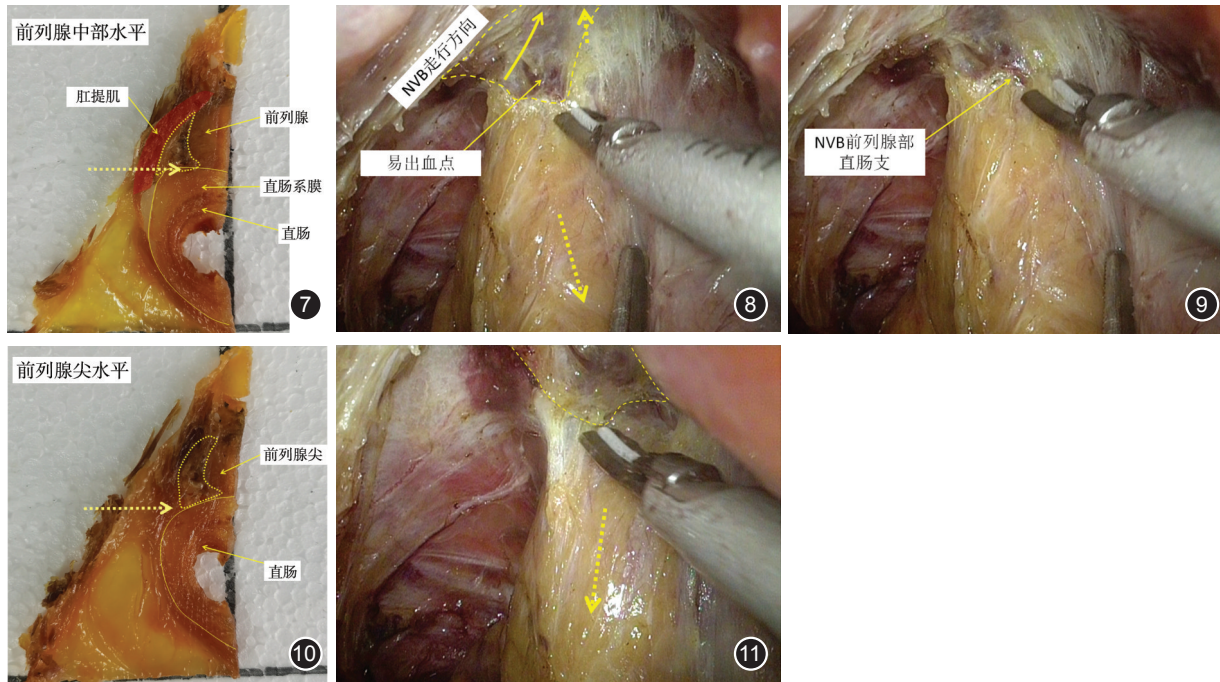 前列腺中部水平
肛提肌
前列腺
直肠系膜
直肠
7
NVB走行方向
易出血点
8
NVB前列腺部
直肠支
9
前列腺尖水平
前列腺尖
直肠
10
11